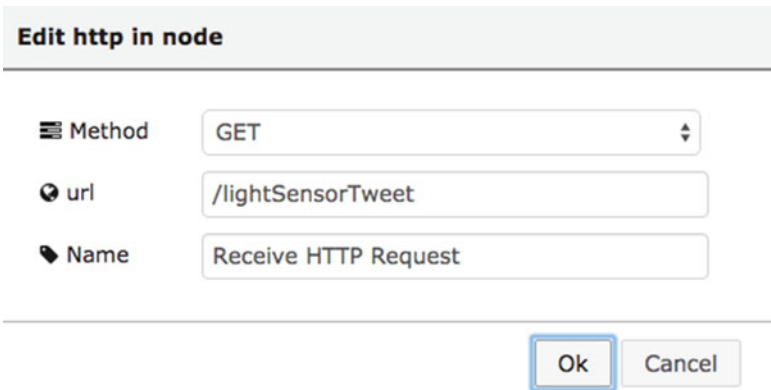 Edit http in node
Method GET
url /lightSensorTweet
Name Receive HTTP Request
Ok Cancel